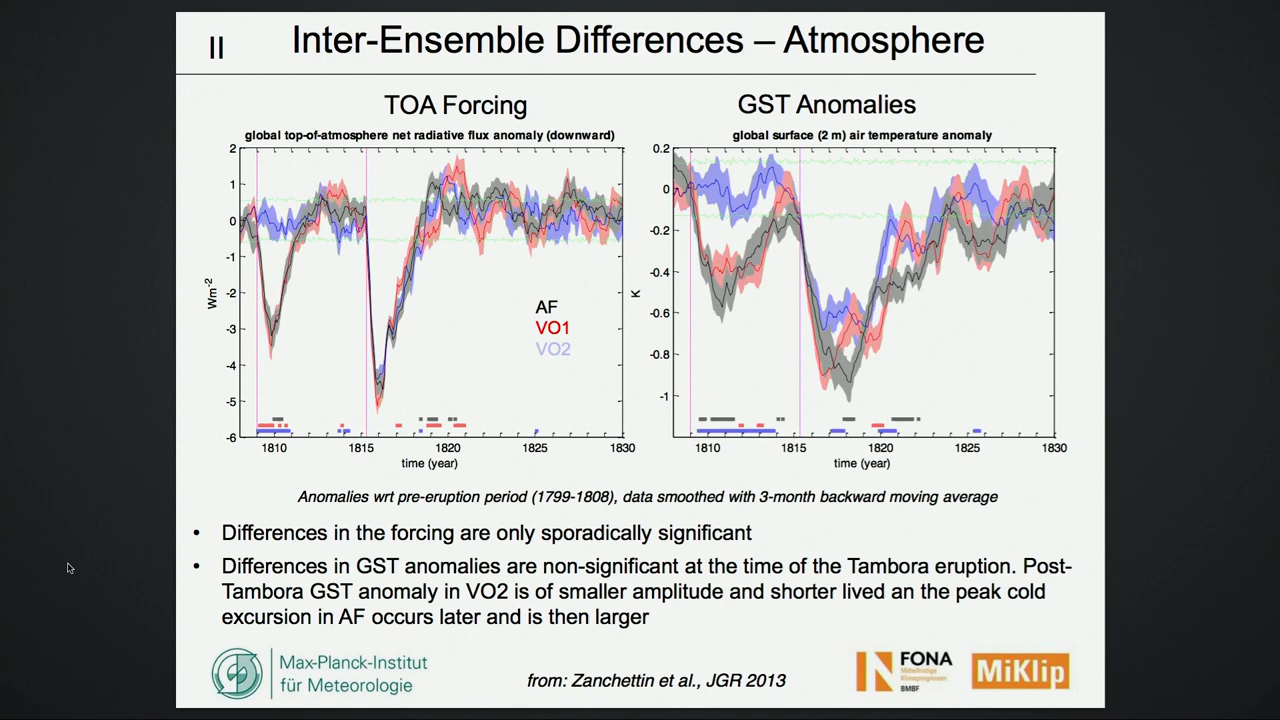 II
Inter-Ensemble Differences – Atmosphere
TOA Forcing
GST Anomalies
global top-of-atmosphere net radiative flux anomaly (downward)
global surface (2 m) air temperature anomaly
2
1
0
-1
-2
-3
-4
-5
-6
Wm-2
AF
VO1
VO2
1810
1815
1820
1825
1830
time (year)
0.2
0
-0.2
-0.4
-0.6
-0.8
-1
K
1810
1815
1820
1825
1830
time (year)
Anomalies wrt pre-eruption period (1799-1808), data smoothed with 3-month backward moving average
• Differences in the forcing are only sporadically significant
• Differences in GST anomalies are non-significant at the time of the Tambora eruption. Post-
Tambora GST anomaly in VO2 is of smaller amplitude and shorter lived an the peak cold
excursion in AF occurs later and is then larger
Max-Planck-Institut
für Meteorologie
from: Zanchettin et al., JGR 2013
FONA
Mittelfristige
Klimaprognosen
BMBF
MiKlip